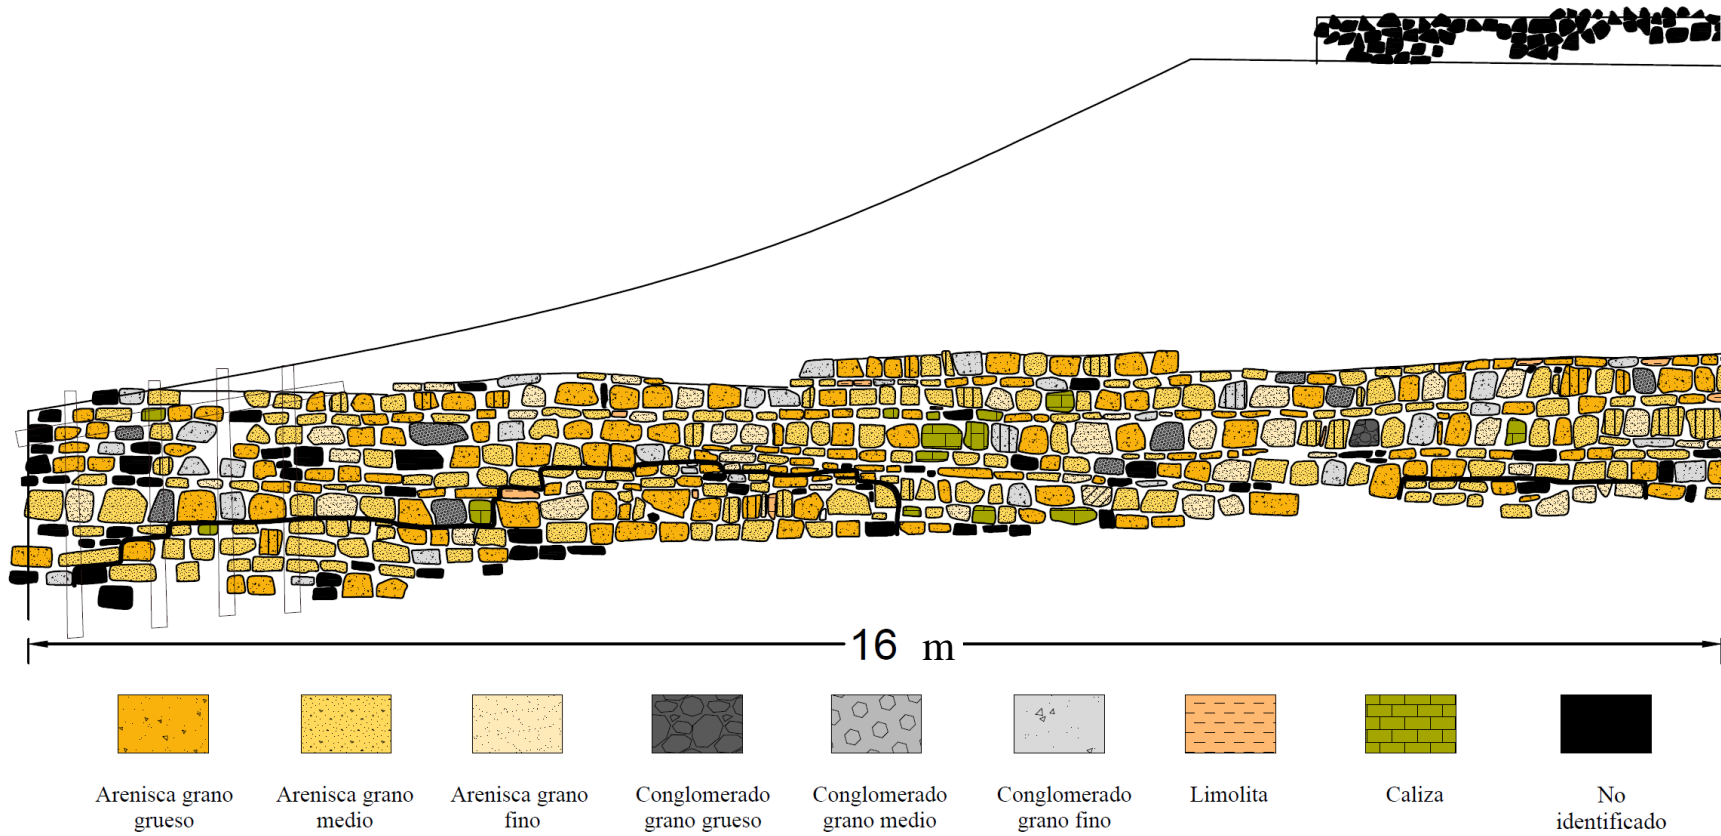 16 m
Arenisca grano
grueso
Arenisca grano
medio
Arenisca grano
fino
Conglomerado
grano grueso
Conglomerado
grano medio
Conglomerado
grano fino
Limolita
Caliza
No
identificado